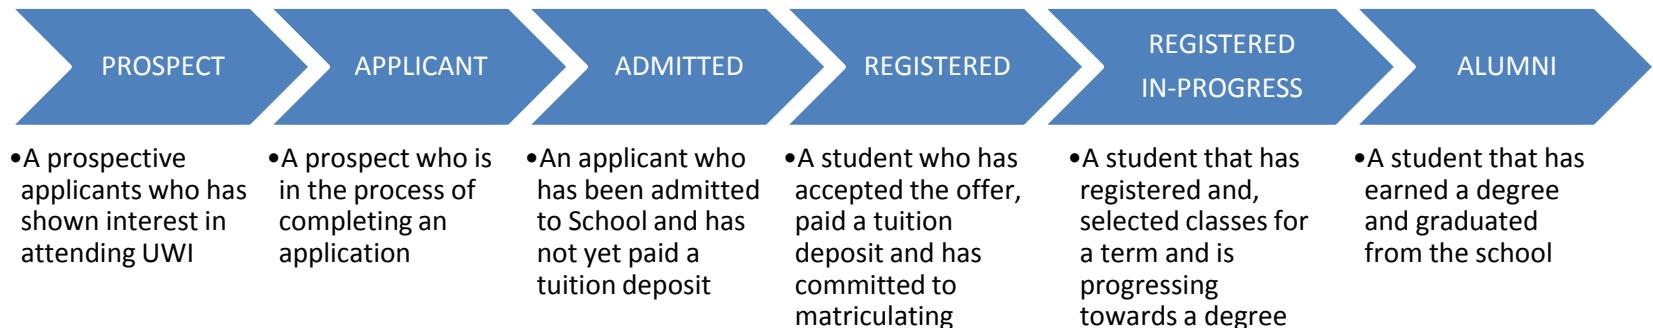 PROSPECT
APPLICANT
ADMITTED
REGISTERED
REGISTERED
IN-PROGRESS
ALUMNI
•A prospective
applicants who has
shown interest in
attending UWI
•A prospect who is
in the process of
completing an
application
•An applicant who
has been admitted
to School and has
not yet paid a
tuition deposit
•A student who has
accepted the offer,
paid a tuition
deposit and has
committed to
matriculating
•A student that has
registered and,
selected classes for
a term and is
progressing
towards a degree
•A student that has
earned a degree
and graduated
from the school